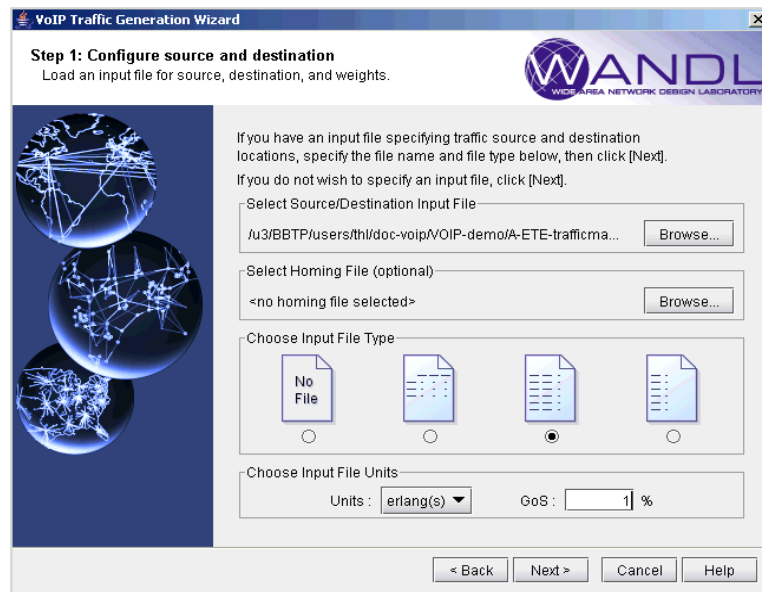 VoIP Traffic Generation Wizard
Step 1: Configure source and destination
Load an input file for source, destination, and weights.
WANDL
WIDE AREA NETWORK DESIGN LABORATORY
If you have an input file specifying traffic source and destination
locations, specify the file name and file type below, then click [Next].
If you do not wish to specify an input file, click [Next].
Select Source/Destination Input File
/u3/BBTP/users/thl/doc-voip/VOIP-demo/A-ETE-trafficma... Browse...
Select Homing File (optional)
<no homing file selected> Browse...
Choose Input File Type
No
File
Choose Input File Units
Units : erlang(s) GoS : 1 %
< Back Next > Cancel Help